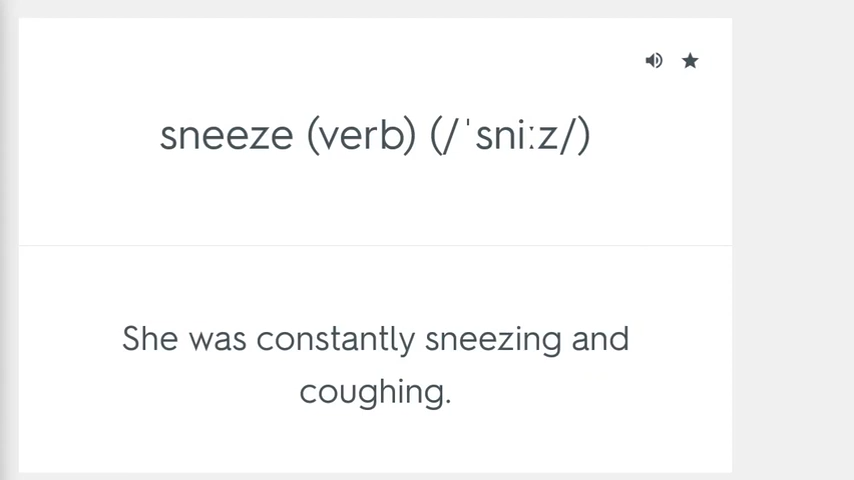 sneeze (verb) (/ˈsniːz/)
She was constantly sneezing and
coughing.